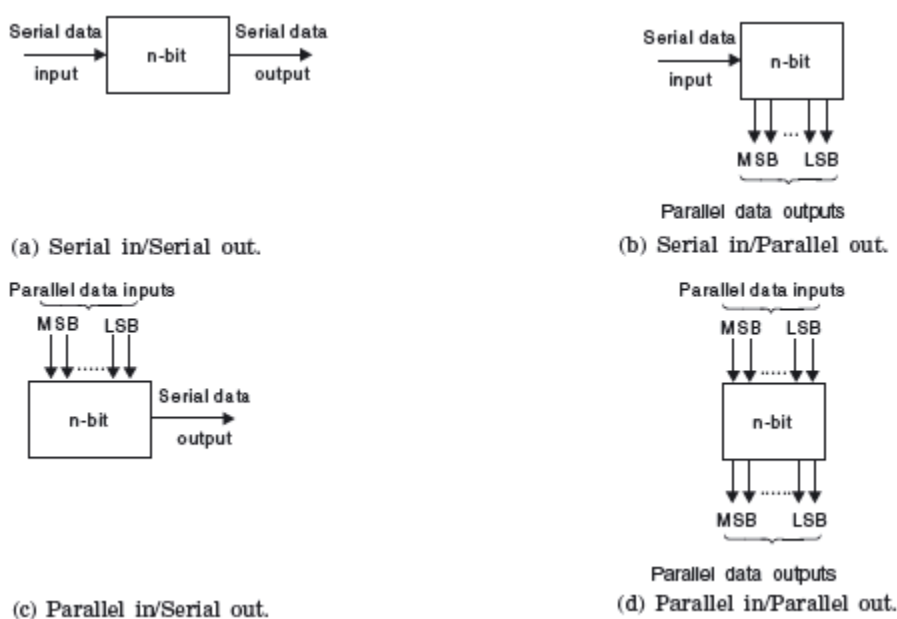 Serial data
input
n-bit
Serial data
output
(a) Serial in/Serial out.
Serial data
input
n-bit
...
MSB LSB
Parallel data outputs
(b) Serial in/Parallel out.
Parallel data inputs
MSB LSB
......
n-bit
Serial data
output
(c) Parallel in/Serial out.
Parallel data inputs
MSB LSB
......
n-bit
......
MSB LSB
Parallel data outputs
(d) Parallel in/Parallel out.